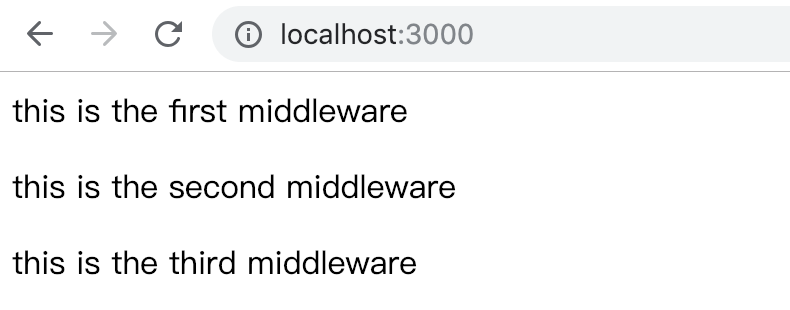 localhost:3000
this is the first middleware
this is the second middleware
this is the third middleware